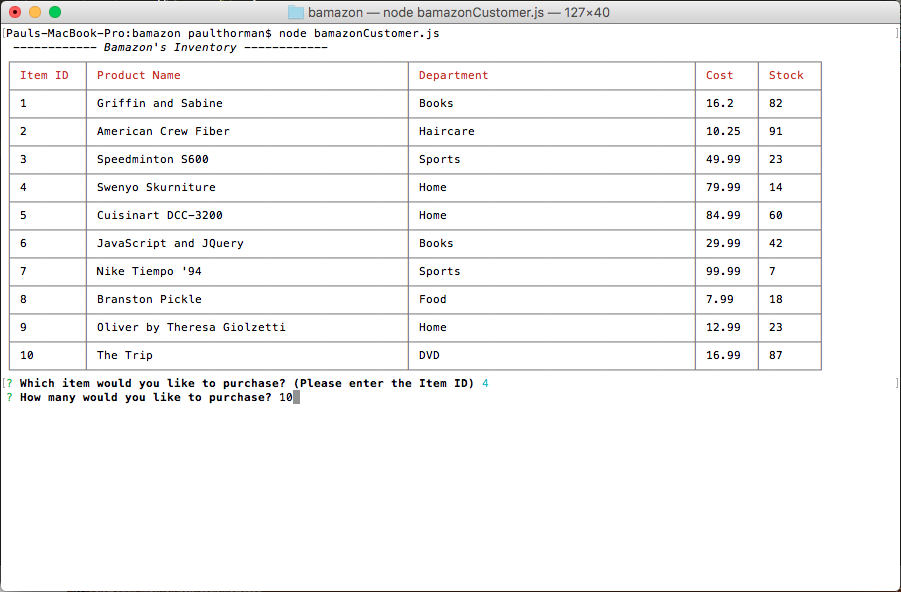 bamazon — node bamazonCustomer.js — 127×40
[Pauls-MacBook-Pro:bamazon paulthorman$ node bamazonCustomer.js ]
------------ Bamazon's Inventory ------------
Item ID Product Name Department Cost Stock
1 Griffin and Sabine Books 16.2 82
2 American Crew Fiber Haircare 10.25 91
3 Speedminton S600 Sports 49.99 23
4 Swenyo Skurniture Home 79.99 14
5 Cuisinart DCC-3200 Home 84.99 60
6 JavaScript and JQuery Books 29.99 42
7 Nike Tiempo '94 Sports 99.99 7
8 Branston Pickle Food 7.99 18
9 Oliver by Theresa Giolzetti Home 12.99 23
10 The Trip DVD 16.99 87
[? Which item would you like to purchase? (Please enter the Item ID) 4 ]
? How many would you like to purchase? 10